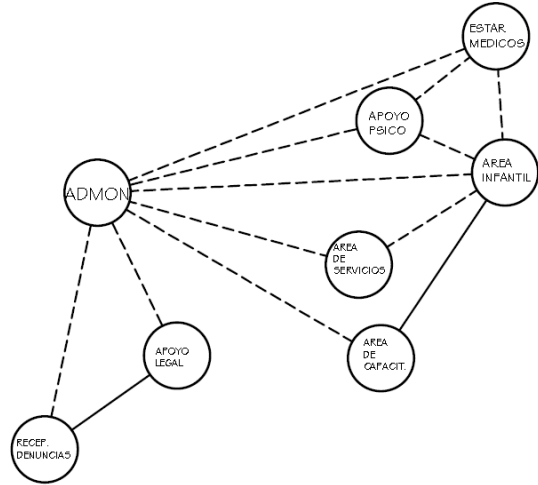 ESTAR
MEDICOS
APOYO
PSICO
AREA
INFANTIL
ADMON
AREA
DE
SERVICIOS
APOYO
LEGAL
AREA
DE
CAPACIT.
RECEP.
DENUNCIAS